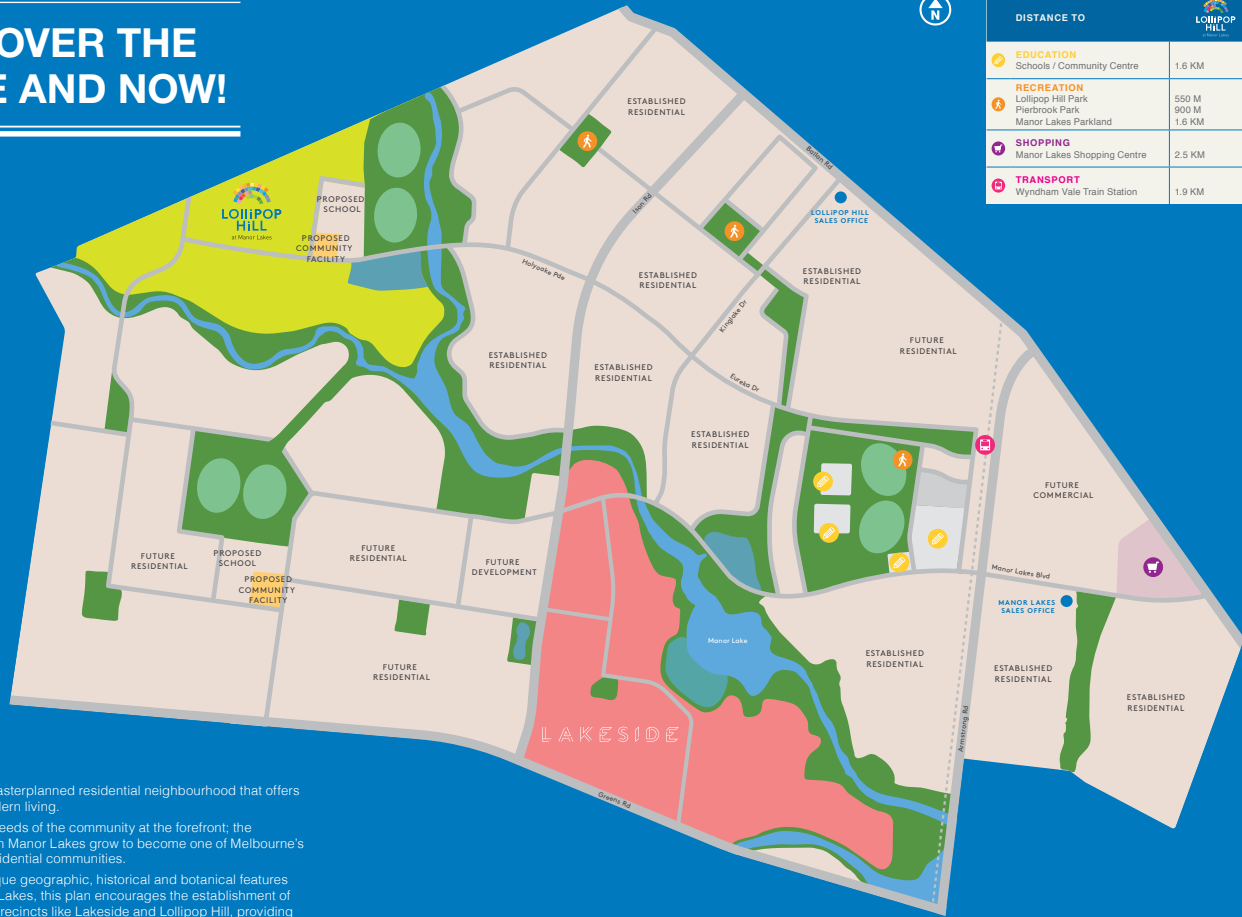 OVER THE
E AND NOW!
N
DISTANCE TO
LOLLiPOP
HiLL
at Manor Lakes
EDUCATION
Schools / Community Centre 1.6 KM
RECREATION
Lollipop Hill Park 550 M
Pierbrook Park 900 M
Manor Lakes Parkland 1.6 KM
SHOPPING
Manor Lakes Shopping Centre 2.5 KM
TRANSPORT
Wyndham Vale Train Station 1.9 KM
ESTABLISHED
RESIDENTIAL
Ballan Rd
Ison Rd
LOLLiPOP HiLL
at Manor Lakes
PROPOSED
SCHOOL
PROPOSED
COMMUNITY
FACILITY
LOLLIPOP HILL
SALES OFFICE
Holyoake Pde
ESTABLISHED
RESIDENTIAL
ESTABLISHED
RESIDENTIAL
Kinglake Dr
FUTURE
RESIDENTIAL
ESTABLISHED
RESIDENTIAL
ESTABLISHED
RESIDENTIAL
Eureka Dr
ESTABLISHED
RESIDENTIAL
FUTURE
COMMERCIAL
FUTURE
RESIDENTIAL
PROPOSED
SCHOOL
PROPOSED
COMMUNITY
FACILITY
FUTURE
RESIDENTIAL
FUTURE
DEVELOPMENT
Manor Lakes Blvd
MANOR LAKES
SALES OFFICE
Manor Lake
FUTURE
RESIDENTIAL
ESTABLISHED
RESIDENTIAL
ESTABLISHED
RESIDENTIAL
ESTABLISHED
RESIDENTIAL
LAKESIDE
Armstrong Rd
Greens Rd
asterplanned residential neighbourhood that offers
lern living.
eeds of the community at the forefront; the
n Manor Lakes grow to become one of Melbourne's
idential communities.
que geographic, historical and botanical features
Lakes, this plan encourages the establishment of
recincts like Lakeside and Lollipop Hill, providing